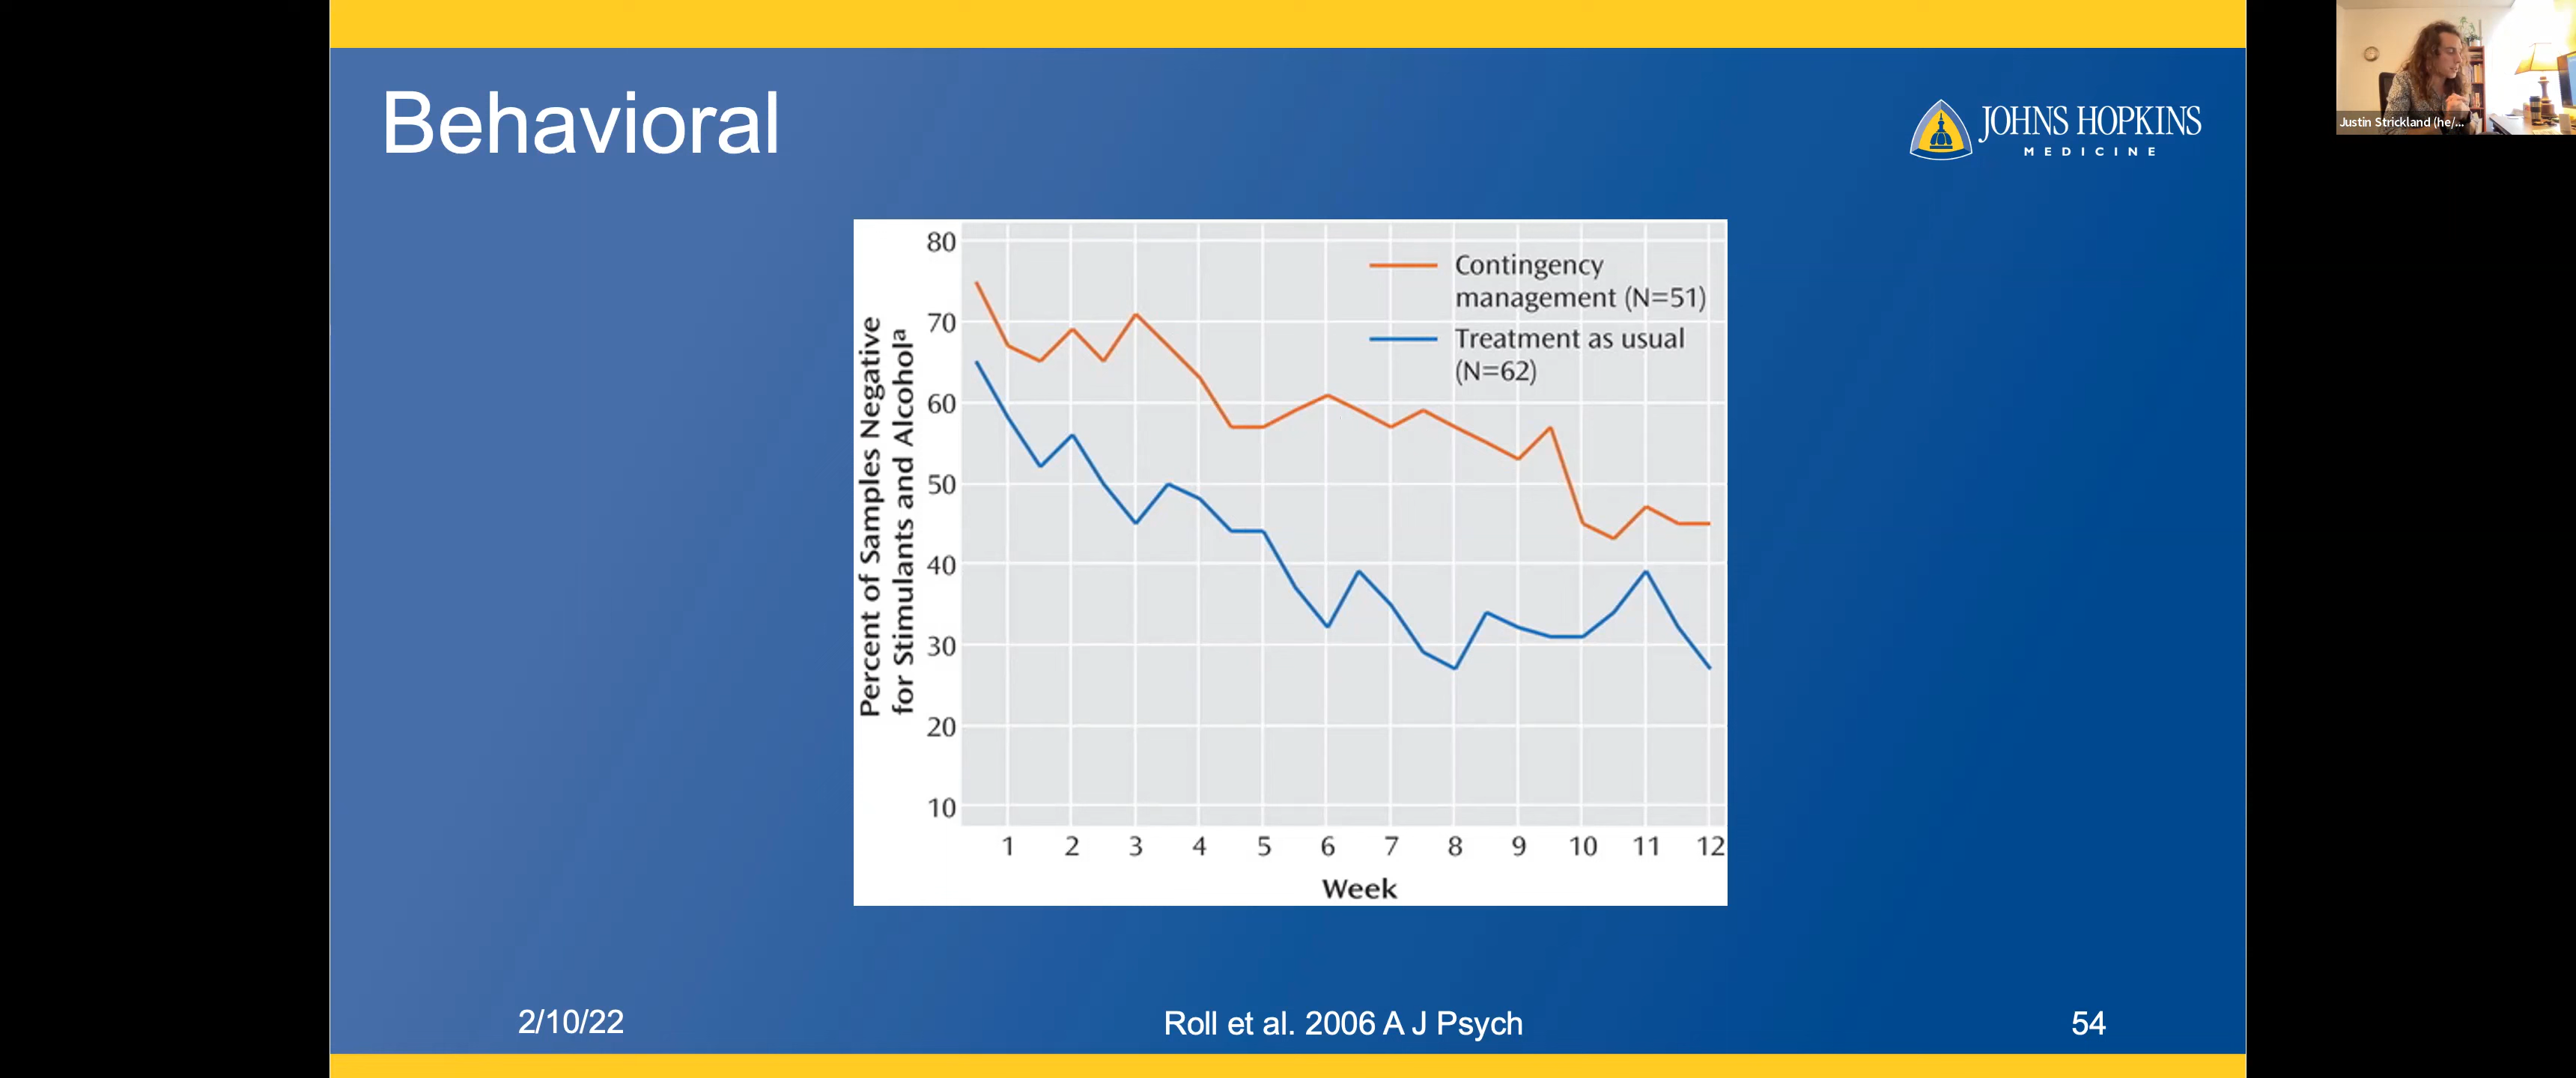 Behavioral
JOHNS HOPKINS
MEDICINE
Justin Strickland (he/...
80
70
60
50
40
30
20
10
Percent of Samples Negative
for Stimulants and Alcoholᵃ
Contingency
management (N=51)
Treatment as usual
(N=62)
1 2 3 4 5 6 7 8 9 10 11 12
Week
2/10/22
Roll et al. 2006 A J Psych
54